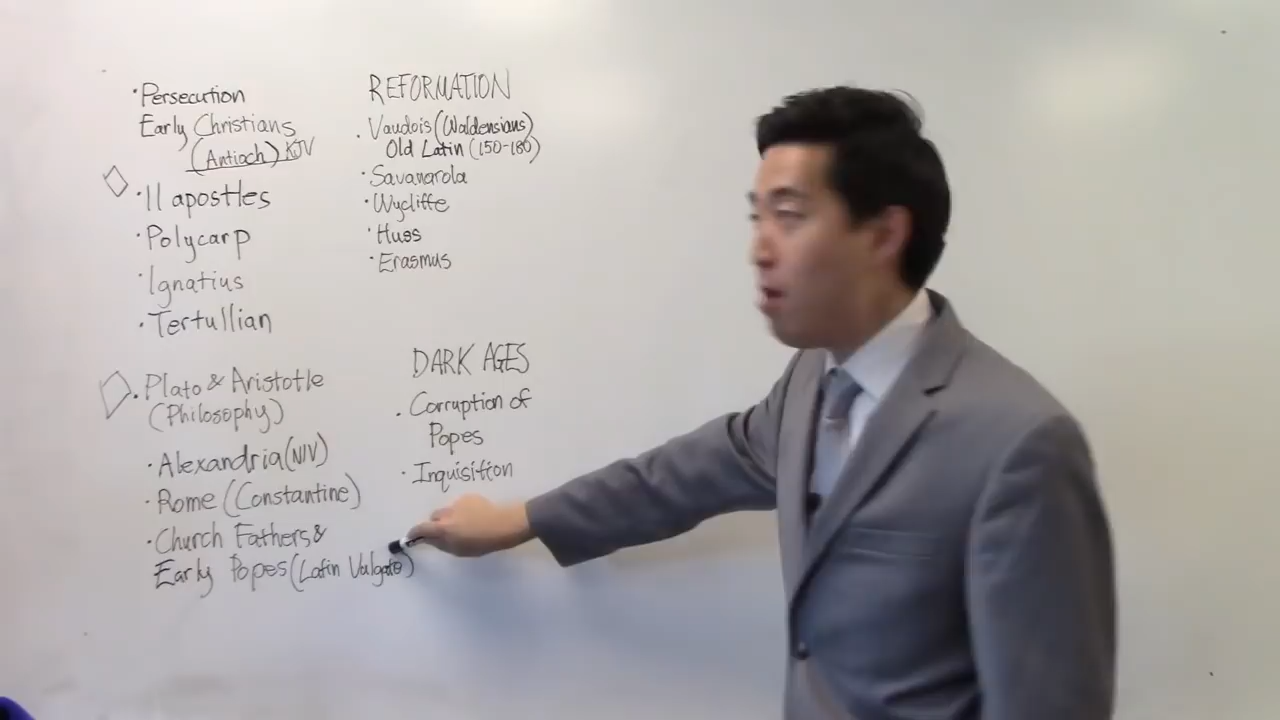 ·Persecution
Early Christians
(Antioch) KJV
·11 apostles
·Polycarp
·Ignatius
·Tertullian
·Plato & Aristotle
(Philosophy)
·Alexandria (NIV)
·Rome (Constantine)
·Church Fathers &
Early Popes (Latin Vulgate)
REFORMATION
·Vaudois (Waldensians)
Old Latin (150-180)
·Savanarola
·Wycliffe
·Huss
·Erasmus
DARK AGES
·Corruption of
Popes
·Inquisition